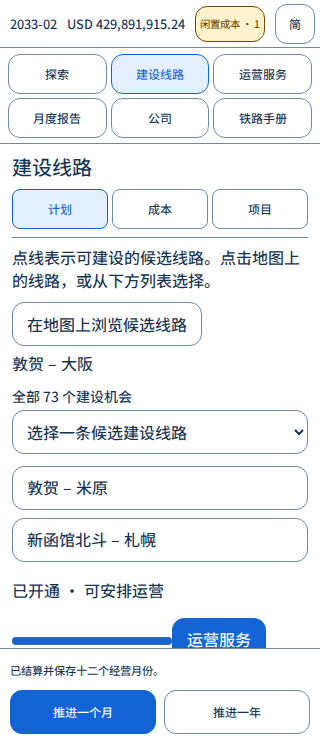 2033-02 USD 429,891,915.24 闲置成本 · 1 简
探索 建设线路 运营服务
月度报告 公司 铁路手册
建设线路
计划 成本 项目
点线表示可建设的候选线路。点击地图上
的线路，或从下方列表选择。
在地图上浏览候选线路
敦贺 – 大阪
全部 73 个建设机会
选择一条候选建设线路
敦贺 – 米原
新函馆北斗 – 札幌
已开通 · 可安排运营
运营服务
已结算并保存十二个经营月份。
推进一个月 推进一年